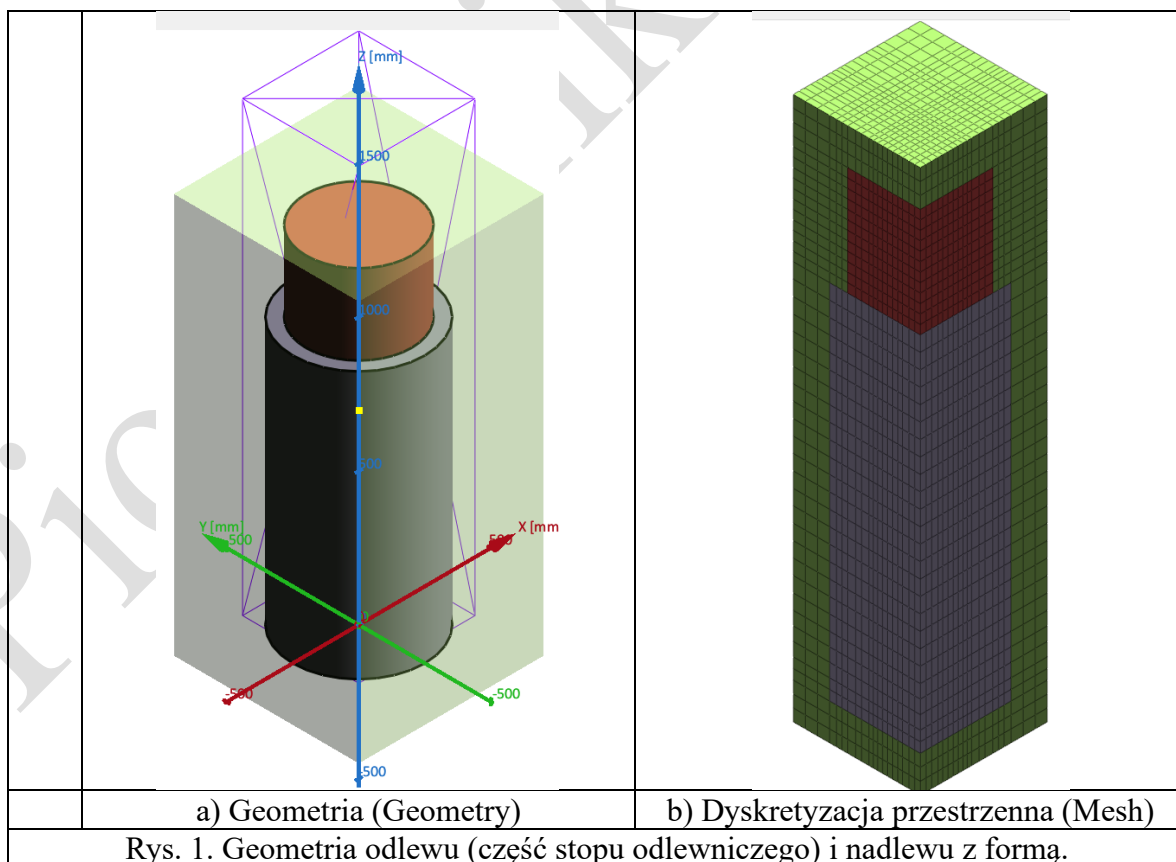 Z [mm]
1500
1000
500
Y [mm]
500
X [mm
500
0
-500
-500
-500
a) Geometria (Geometry)
b) Dyskretyzacja przestrzenna (Mesh)
Rys. 1. Geometria odlewu (część stopu odlewniczego) i nadlewu z formą.